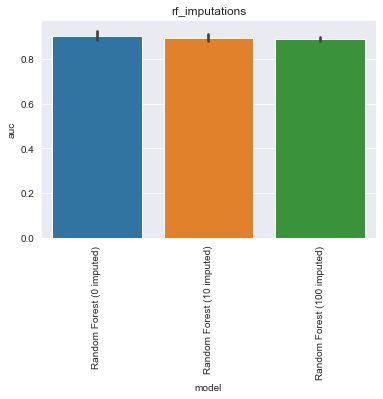 rf_imputations
auc
0.8
0.6
0.4
0.2
0.0
Random Forest (0 imputed)
Random Forest (10 imputed)
Random Forest (100 imputed)
model